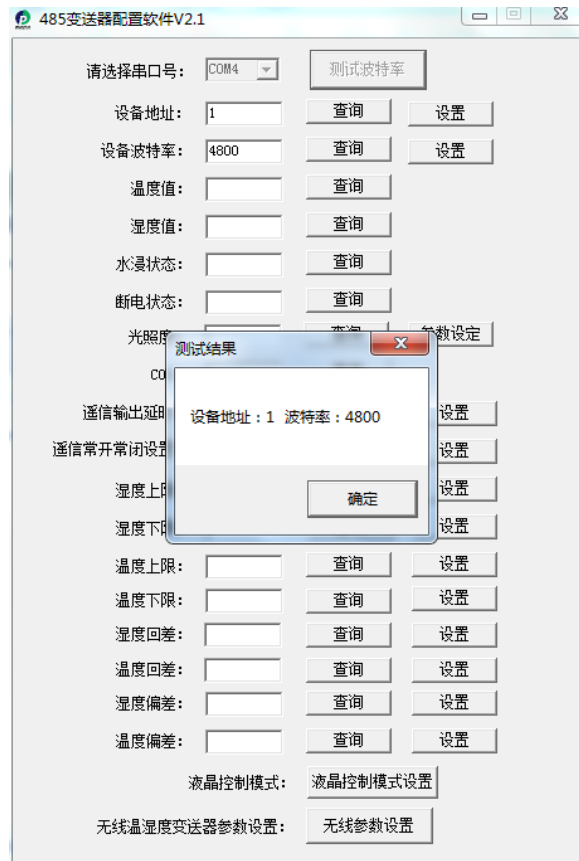 485变送器配置软件V2.1
请选择串口号： COM4 测试波特率
设备地址： 1 查询 设置
设备波特率： 4800 查询 设置
温度值： 查询
湿度值： 查询
水浸状态： 查询
断电状态： 查询
光照度 查询 参数设定
测试结果
CO
设备地址：1 波特率：4800
遥信输出延时 设置
遥信常开常闭设置 设置
确定
湿度上限 设置
湿度下限 设置
温度上限： 查询 设置
温度下限： 查询 设置
湿度回差： 查询 设置
温度回差： 查询 设置
湿度偏差： 查询 设置
温度偏差： 查询 设置
液晶控制模式： 液晶控制模式设置
无线温湿度变送器参数设置： 无线参数设置